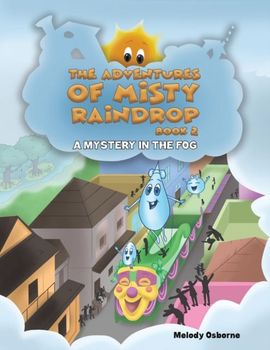 THE ADVENTURES
OF MISTY
RAINDROP
BOOK 2
A MYSTERY IN THE FOG
Melody Osborne